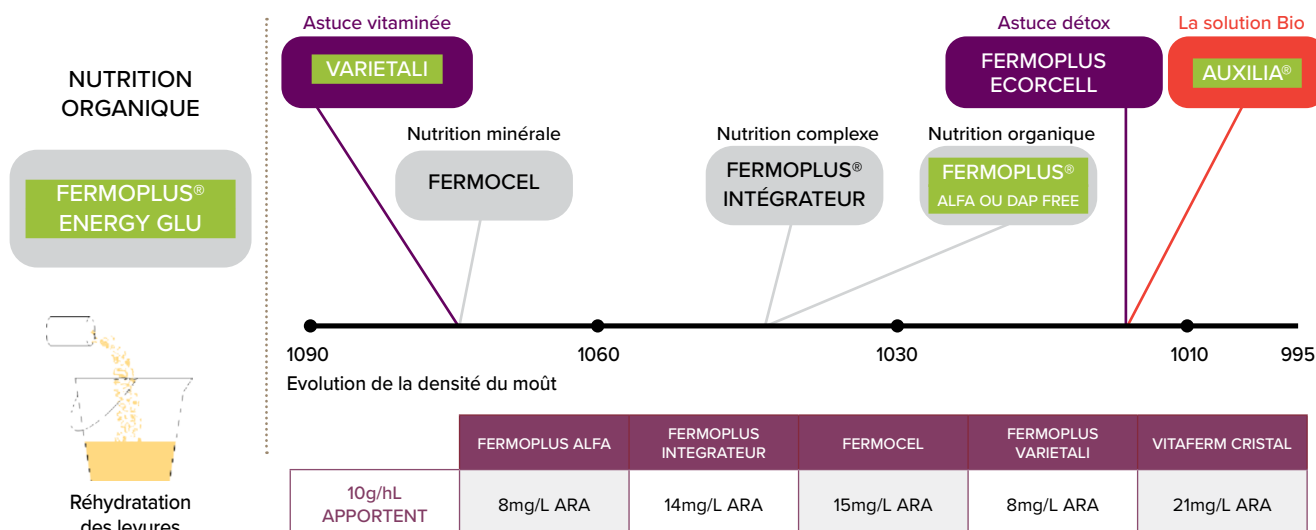 NUTRITION
ORGANIQUE
FERMOPLUS®
ENERGY GLU
Réhydratation
des levures
Astuce vitaminée
VARIETALI
Nutrition minérale
FERMOCEL
Nutrition complexe
FERMOPLUS®
INTÉGRATEUR
Nutrition organique
FERMOPLUS®
ALFA OU DAP FREE
Astuce détox
FERMOPLUS
ECORCELL
La solution Bio
AUXILIA®
1090 1060 1030 1010 995
Evolution de la densité du moût
FERMOPLUS ALFA
FERMOPLUS
INTEGRATEUR
FERMOCEL
FERMOPLUS
VARIETALI
VITAFERM CRISTAL
10g/hL
APPORTENT
8mg/L ARA 14mg/L ARA 15mg/L ARA 8mg/L ARA 21mg/L ARA